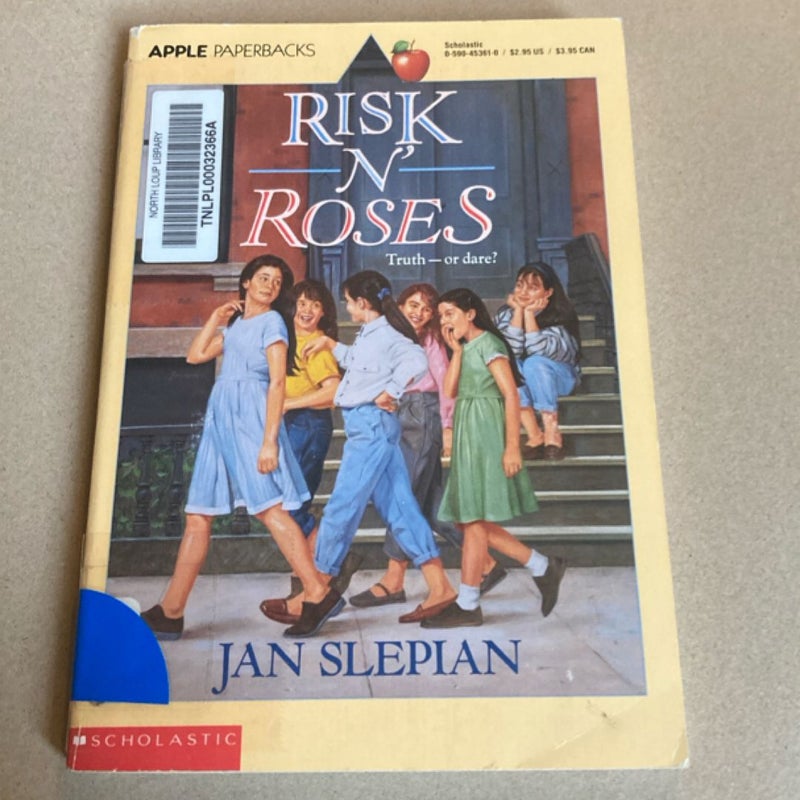 APPLE PAPERBACKS
Scholastic
0-590-45361-0 / $2.95 US / $3.95 CAN
NORTH LOUP LIBRARY
TNLPL00032366A
RISK
N'
ROSES
Truth — or dare?
JAN SLEPIAN
SCHOLASTIC